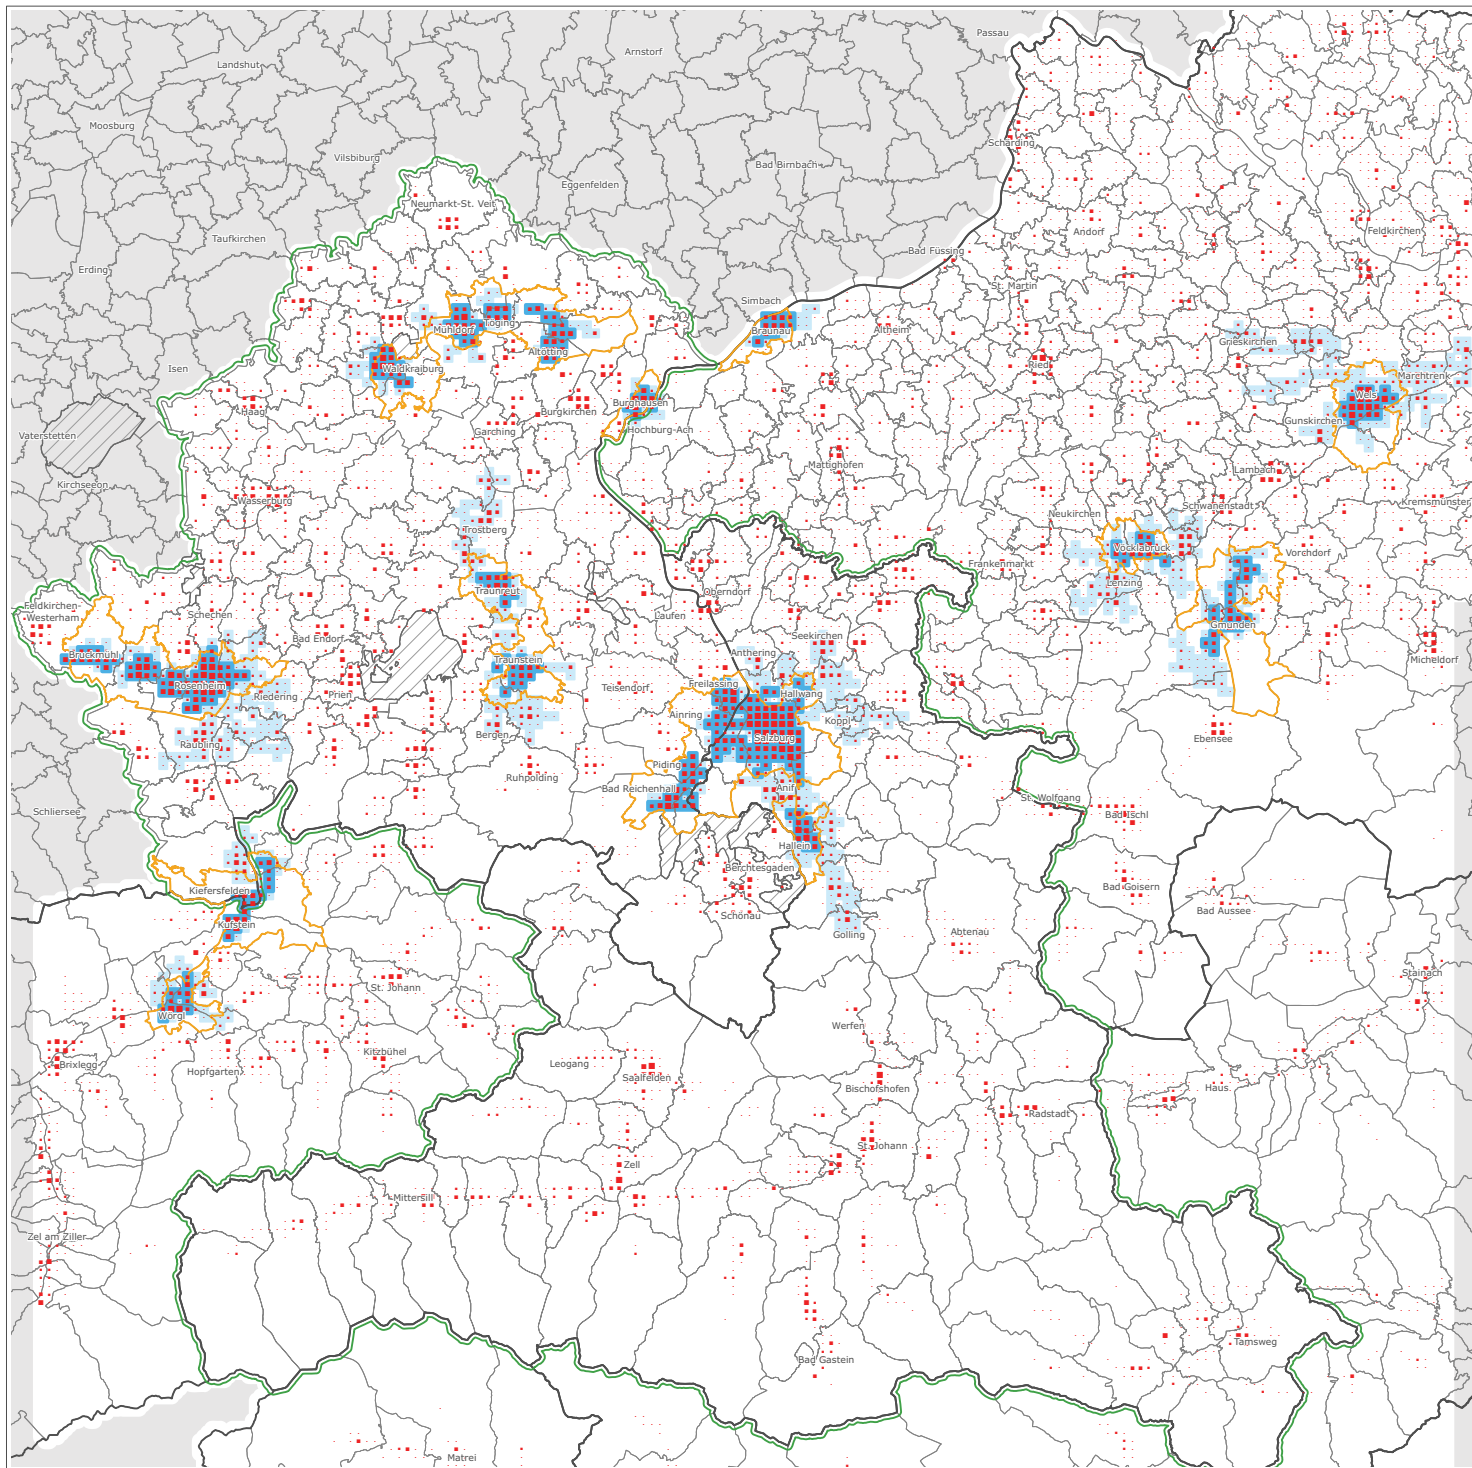 Passau
Arnstorf
Landshut
Moosburg
Schärding
Vilsbiburg
Bad Birnbach
Eggenfelden
Neumarkt-St. Veit
Andorf
Feldkirchen
Taufkirchen
Bad Füssing
Erding
St. Martin
Simbach
Töging
Mühldorf
Braunau
Altheim
Grieskirchen
Altötting
Isen
Waldkraiburg
Ried
Marchtrenk
Wels
Burghausen
Haag
Burgkirchen
Gunskirchen
Garching
Hochburg-Ach
Vaterstetten
Mattighofen
Lambach
Kirchseeon
Wasserburg
Kremsmünster
Schwanenstadt
Neukirchen
Trostberg
Vöcklabruck
Vorchdorf
Frankenmarkt
Lenzing
Traunreut
Oberndorf
Feldkirchen-
Westerham
Schechen
Laufen
Gmunden
Bad Endorf
Seekirchen
Bruckmühl
Anthering
Traunstein
Micheldorf
Rosenheim
Freilassing
Teisendorf
Prien
Riedering
Hallwang
Ainring
Koppl
Bergen
Salzburg
Ebensee
Raubling
Piding
Ruhpolding
Bad Reichenhall
Anif
St. Wolfgang
Schliersee
Bad Ischl
Hallein
Berchtesgaden
Kiefersfelden
Bad Goisern
Schönau
Bad Aussee
Kufstein
Golling
Abtenau
Stainach
St. Johann
Wörgl
Werfen
Kitzbühel
Brixlegg
Leogang
Hopfgarten
Saalfelden
Bischofshofen
Haus
Radstadt
St. Johann
Zell
Mittersill
Zel am Ziller
Tamsweg
Bad Gastein
Matrei